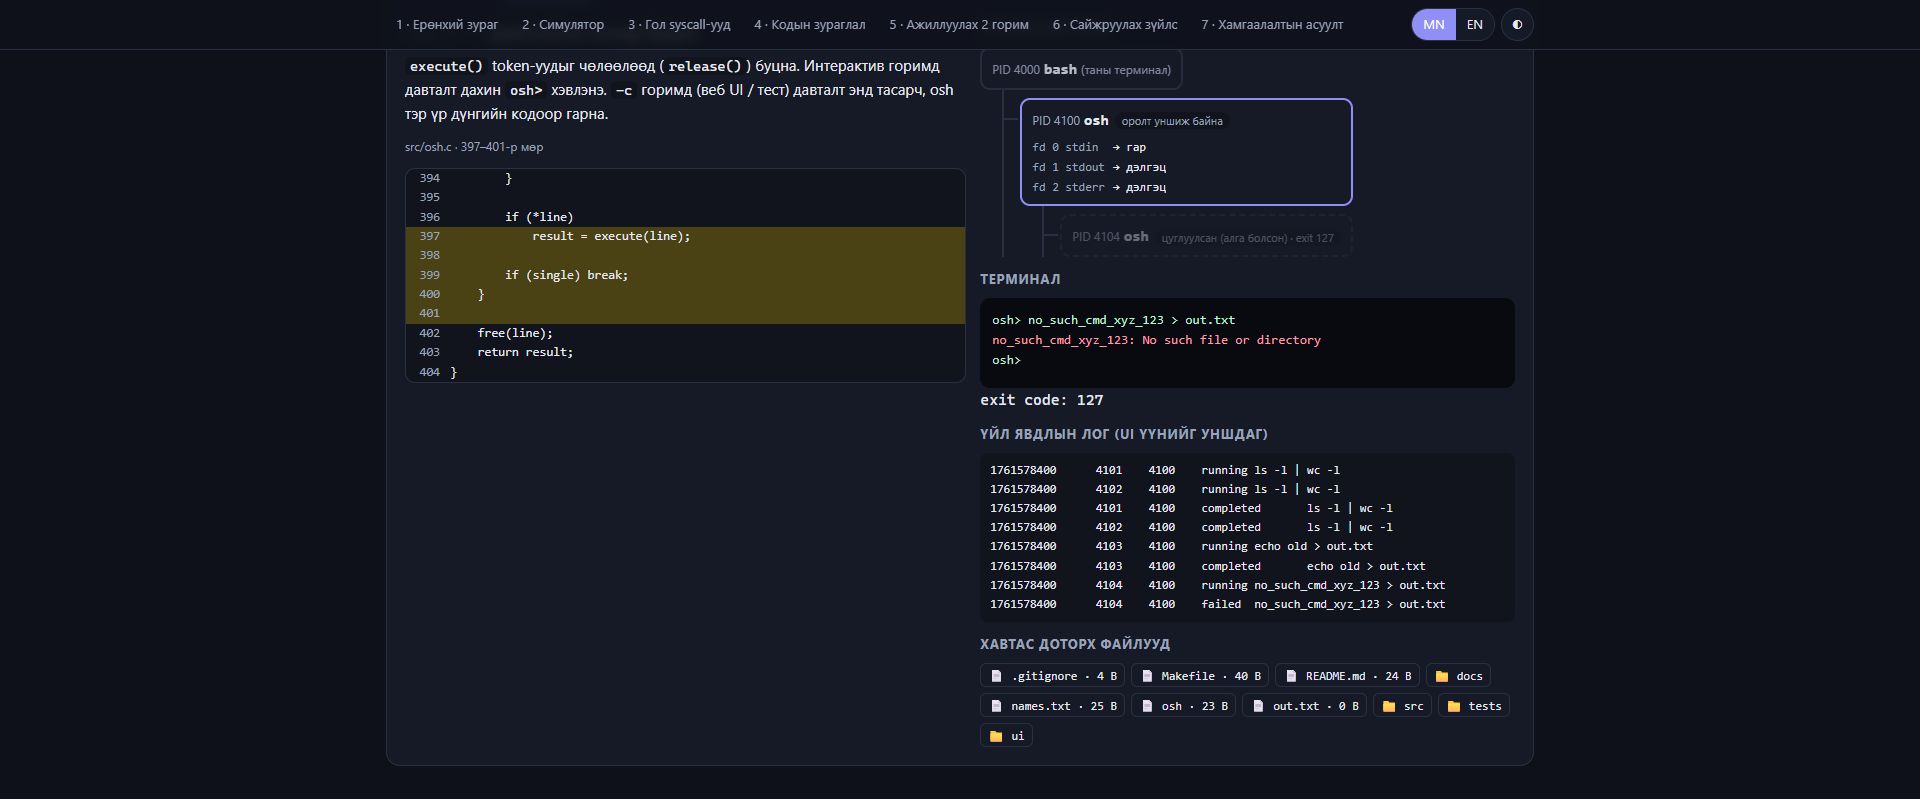 1 · Ерөнхий зураг 2 · Симулятор 3 · Гол syscall-ууд 4 · Кодын зураглал 5 · Ажиллуулах 2 горим 6 · Сайжруулах зүйлс 7 · Хамгаалалтын асуулт MN EN
execute() token-уудыг чөлөөлөөд ( release() ) буцна. Интерактив горимд
давталт дахин osh> хэвлэнэ. -c горимд (веб UI / тест) давталт энд тасарч, osh
тэр үр дүнгийн кодоор гарна.
src/osh.c · 397–401-р мөр
394 }
395
396 if (*line)
397 result = execute(line);
398
399 if (single) break;
400 }
401
402 free(line);
403 return result;
404 }
PID 4000 bash (таны терминал)
PID 4100 osh оролт уншиж байна
fd 0 stdin → гар
fd 1 stdout → дэлгэц
fd 2 stderr → дэлгэц
PID 4104 osh цуглуулсан (алга болсон) · exit 127
ТЕРМИНАЛ
osh> no_such_cmd_xyz_123 > out.txt
no_such_cmd_xyz_123: No such file or directory
osh>
exit code: 127
ҮЙЛ ЯВДЛЫН ЛОГ (UI ҮҮНИЙГ УНШДАГ)
1761578400 4101 4100 running ls -l | wc -l
1761578400 4102 4100 running ls -l | wc -l
1761578400 4101 4100 completed ls -l | wc -l
1761578400 4102 4100 completed ls -l | wc -l
1761578400 4103 4100 running echo old > out.txt
1761578400 4103 4100 completed echo old > out.txt
1761578400 4104 4100 running no_such_cmd_xyz_123 > out.txt
1761578400 4104 4100 failed no_such_cmd_xyz_123 > out.txt
ХАВТАС ДОТОРХ ФАЙЛУУД
.gitignore · 4 B Makefile · 40 B README.md · 24 B docs
names.txt · 25 B osh · 23 B out.txt · 0 B src tests
ui